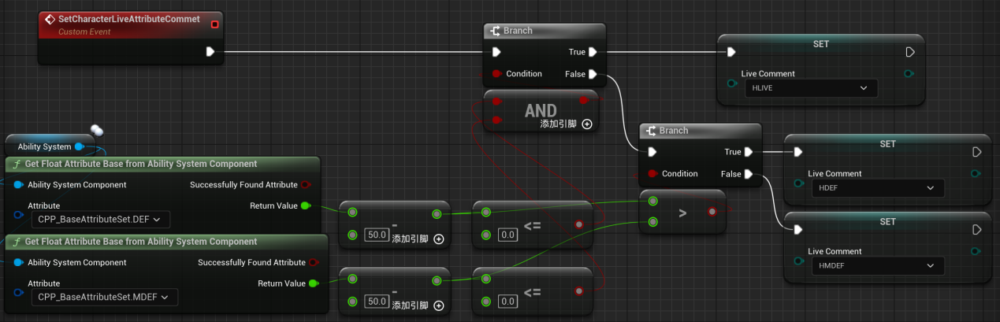 SetCharacterLiveAttributeCommet
Custom Event
Branch
True
Condition
False
SET
Live Comment
HLIVE
AND
添加引脚
Branch
True
Condition
False
SET
Live Comment
HDEF
Ability System
Get Float Attribute Base from Ability System Component
Ability System Component
Successfully Found Attribute
Attribute
Return Value
CPP_BaseAttributeSet.DEF
-
50.0
添加引脚
<=
0.0
>
SET
Live Comment
HMDEF
Get Float Attribute Base from Ability System Component
Ability System Component
Successfully Found Attribute
Attribute
Return Value
CPP_BaseAttributeSet.MDEF
-
50.0
添加引脚
<=
0.0